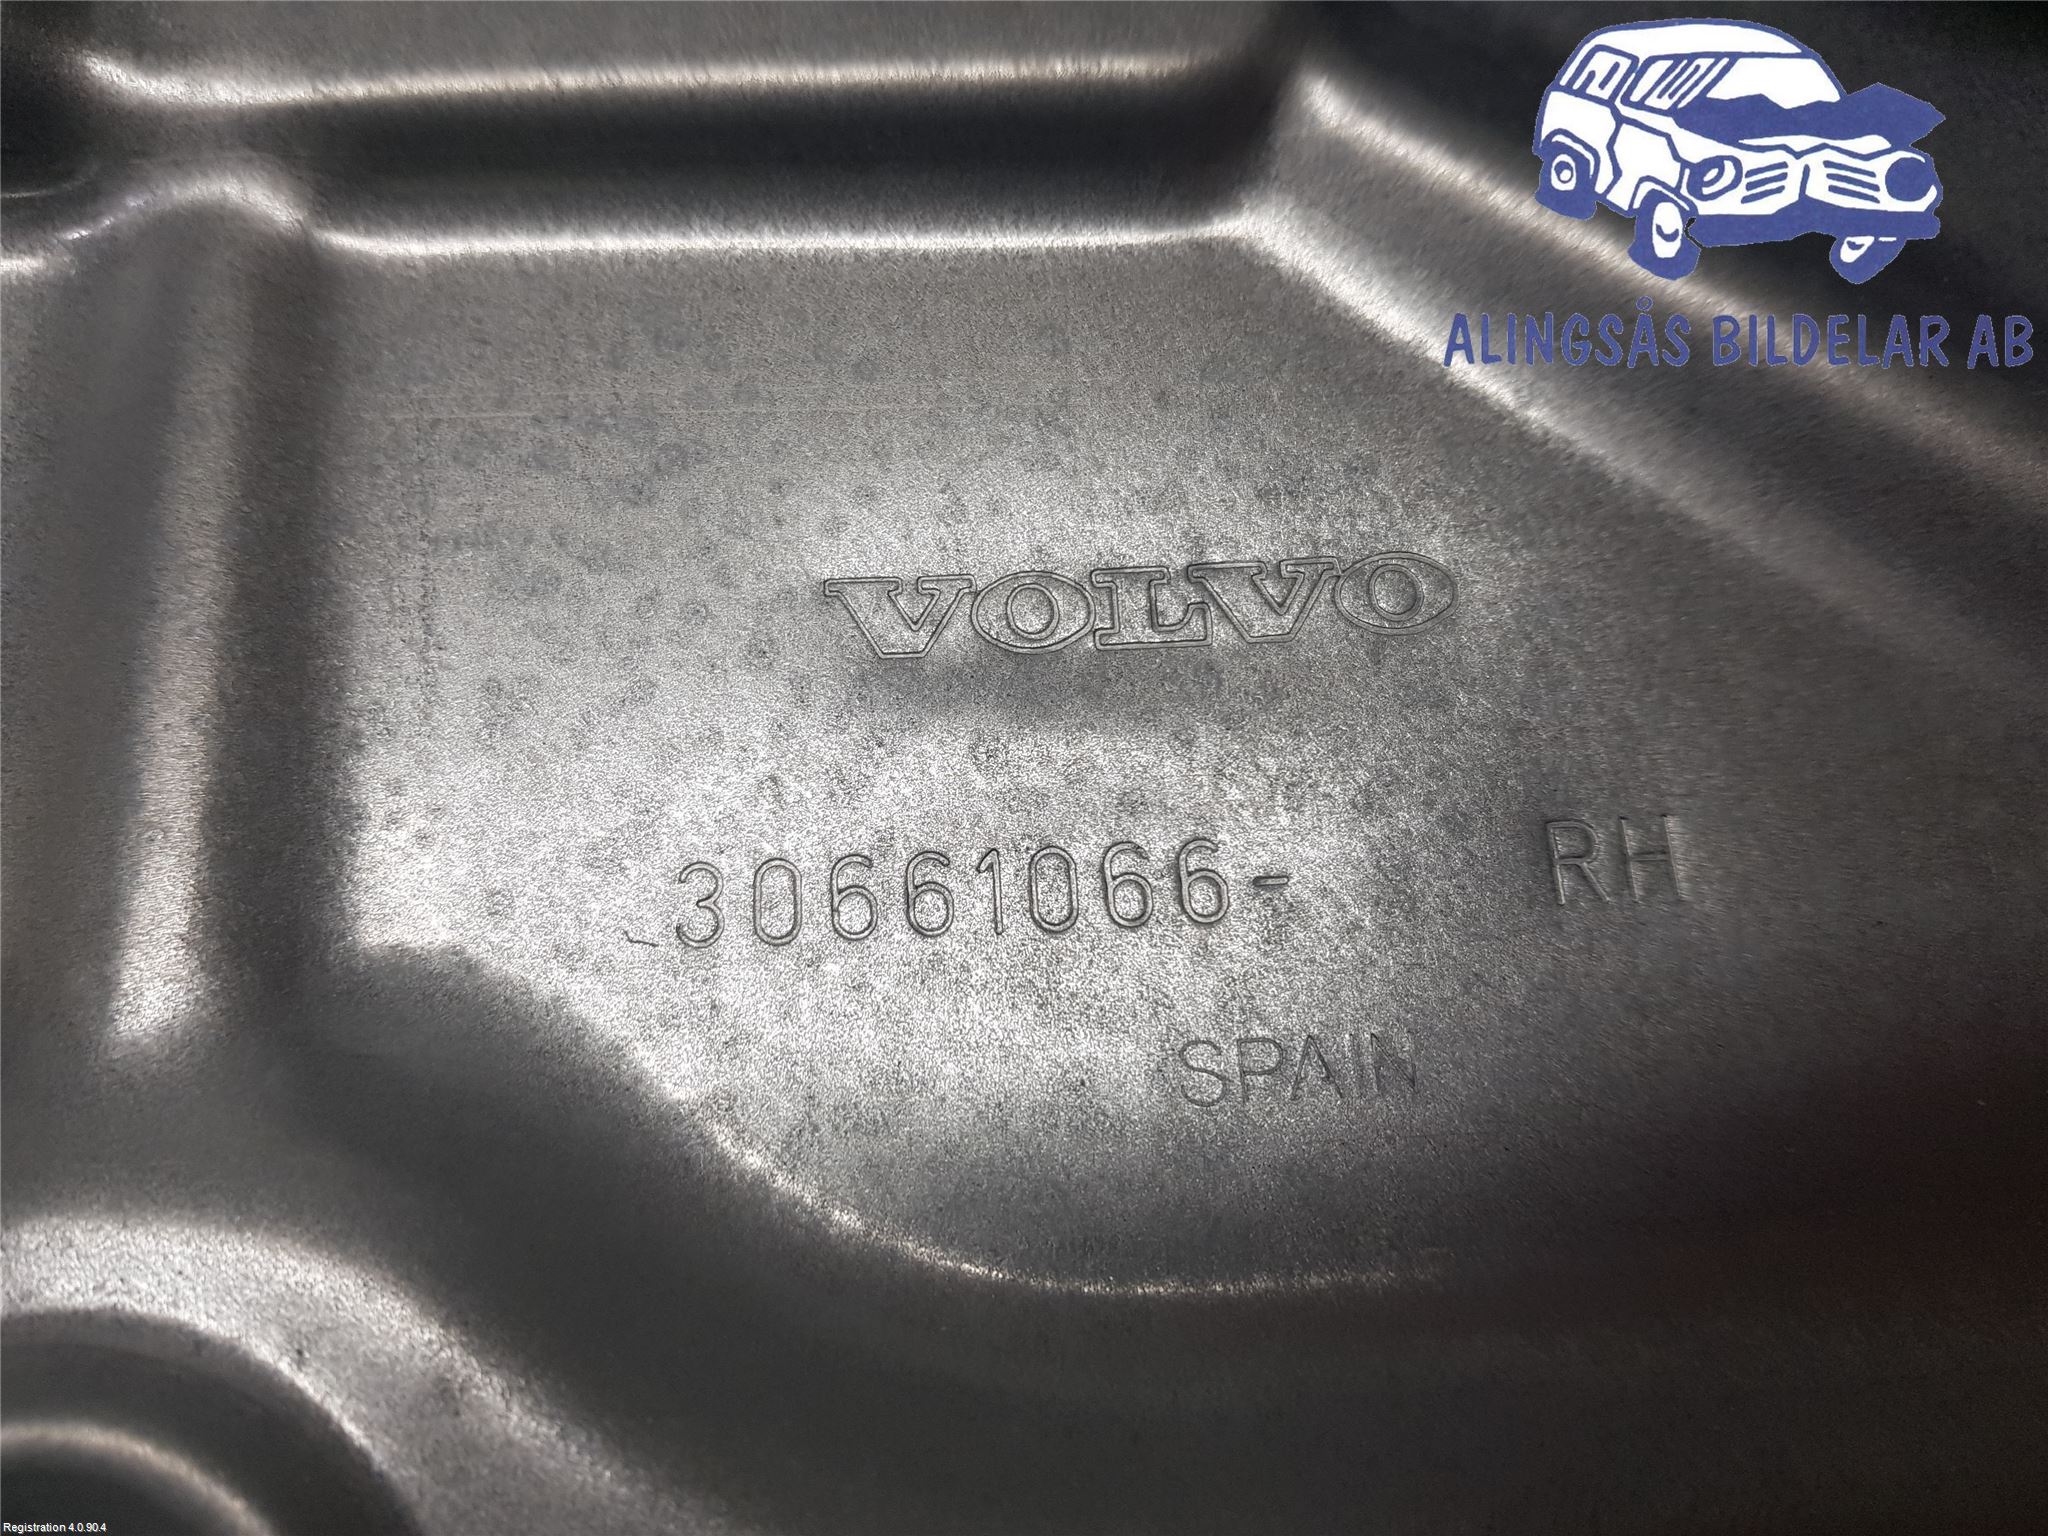 ALINGSÅS BILDELAR AB
VOLVO
30661066-
RH
SPAIN
Registration 4.0.90.4